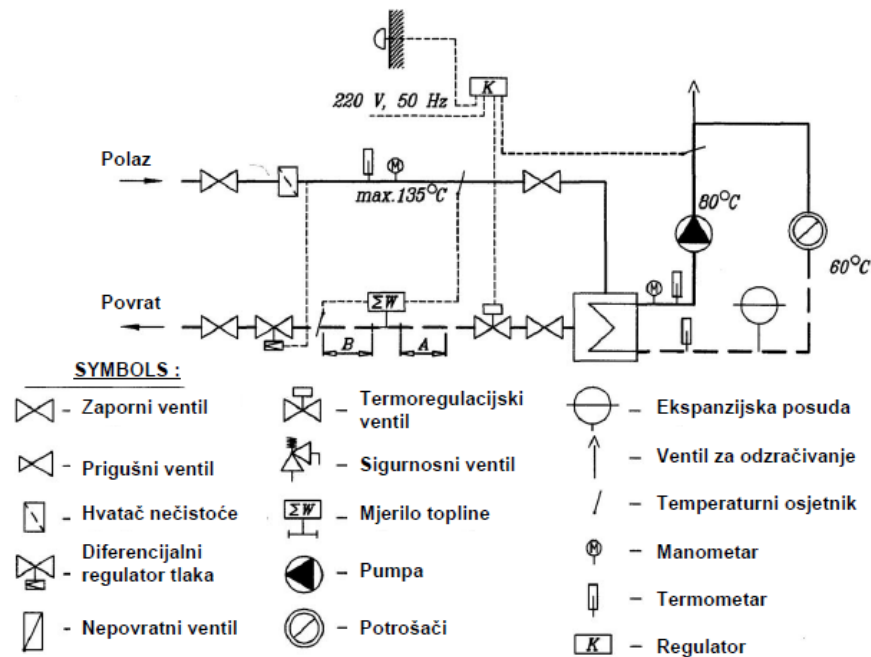 K
220 V, 50 Hz
Polaz
M
max.135°C
80°C
60°C
M
Povrat
ΣW
B
A
SYMBOLS :
- Zaporni ventil
- Prigušni ventil
- Hvatač nečistoće
- Diferencijalni
regulator tlaka
- Nepovratni ventil
- Termoregulacijski
ventil
- Sigurnosni ventil
ΣW
- Mjerilo topline
- Pumpa
- Potrošači
- Ekspanzijska posuda
- Ventil za odzračivanje
- Temperaturni osjetnik
M
- Manometar
- Termometar
K
- Regulator